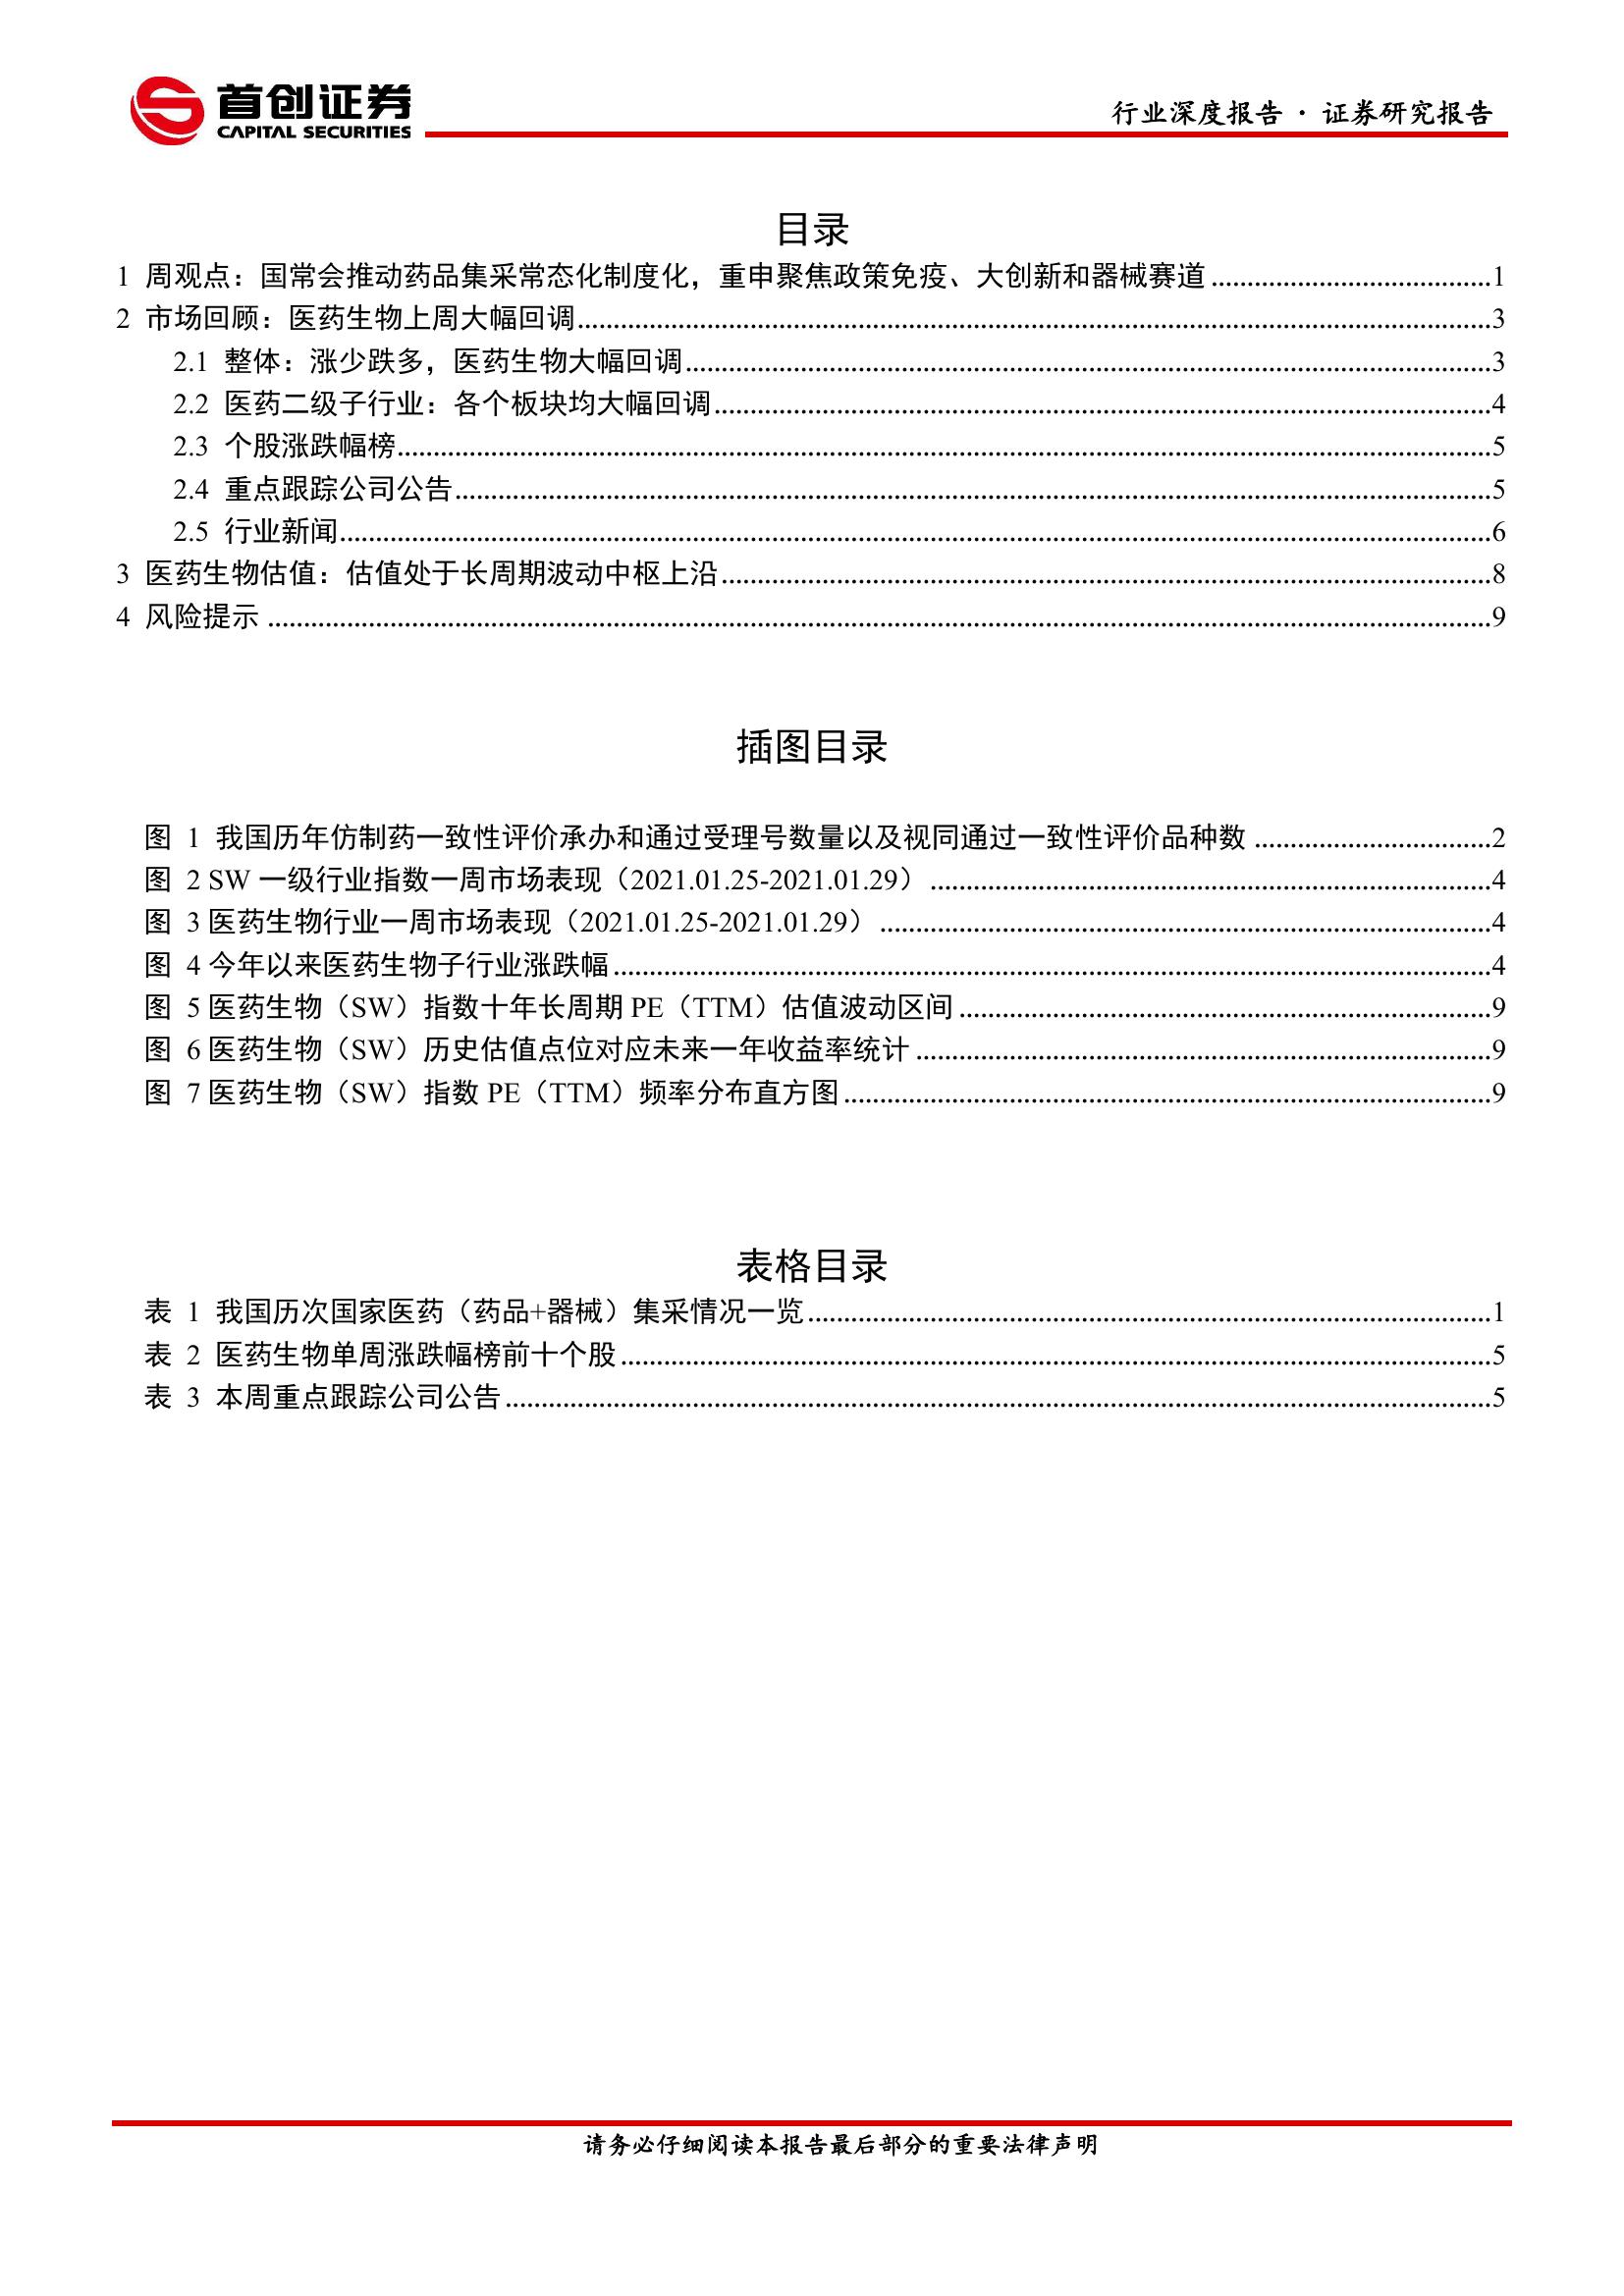 首创证券
CAPITAL SECURITIES
行业深度报告 · 证券研究报告
目录
1 周观点：国常会推动药品集采常态化制度化，重申聚焦政策免疫、大创新和器械赛道 ........ 1
2 市场回顾：医药生物上周大幅回调 ........ 3
2.1 整体：涨少跌多，医药生物大幅回调 ........ 3
2.2 医药二级子行业：各个板块均大幅回调 ........ 4
2.3 个股涨跌幅榜 ........ 5
2.4 重点跟踪公司公告 ........ 5
2.5 行业新闻 ........ 6
3 医药生物估值：估值处于长周期波动中枢上沿 ........ 8
4 风险提示 ........ 9
插图目录
图 1 我国历年仿制药一致性评价承办和通过受理号数量以及视同通过一致性评价品种数 ........ 2
图 2 SW 一级行业指数一周市场表现（2021.01.25-2021.01.29） ........ 4
图 3 医药生物行业一周市场表现（2021.01.25-2021.01.29） ........ 4
图 4 今年以来医药生物子行业涨跌幅 ........ 4
图 5 医药生物（SW）指数十年长周期 PE（TTM）估值波动区间 ........ 9
图 6 医药生物（SW）历史估值点位对应未来一年收益率统计 ........ 9
图 7 医药生物（SW）指数 PE（TTM）频率分布直方图 ........ 9
表格目录
表 1 我国历次国家医药（药品+器械）集采情况一览 ........ 1
表 2 医药生物单周涨跌幅榜前十个股 ........ 5
表 3 本周重点跟踪公司公告 ........ 5
请务必仔细阅读本报告最后部分的重要法律声明